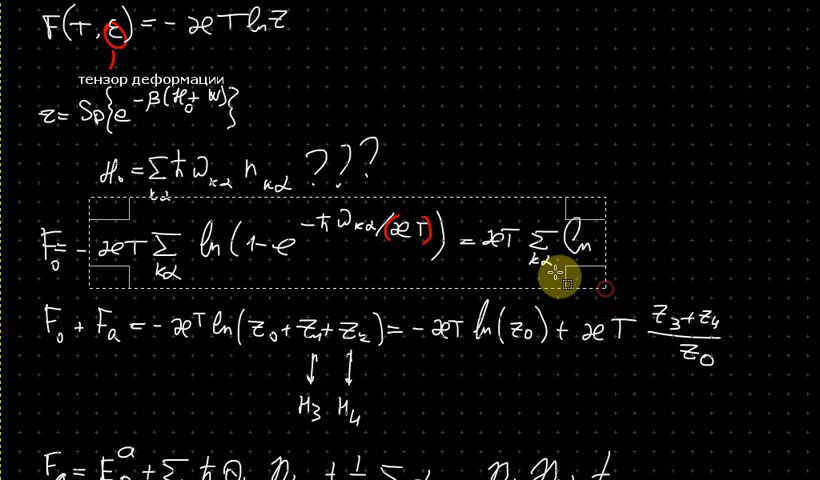 F(T, ε) = - æT ln Z
тензор деформации
z = Sp{e^{-β(H₀+W)}}
H₀ = Σ_{kα} ħ ω_{kα} n_{kα} ???
F₀ = - æT Σ_{kα} ln(1 - e^{-ħω_{kα}/(æT)}) = æT Σ_{kα} (ln
F₀ + Fₐ = - æT ln(z₀ + z₁ + z₂) = - æT ln(z₀) + æT (z₃ + z₄)/z₀
H₃ H₄